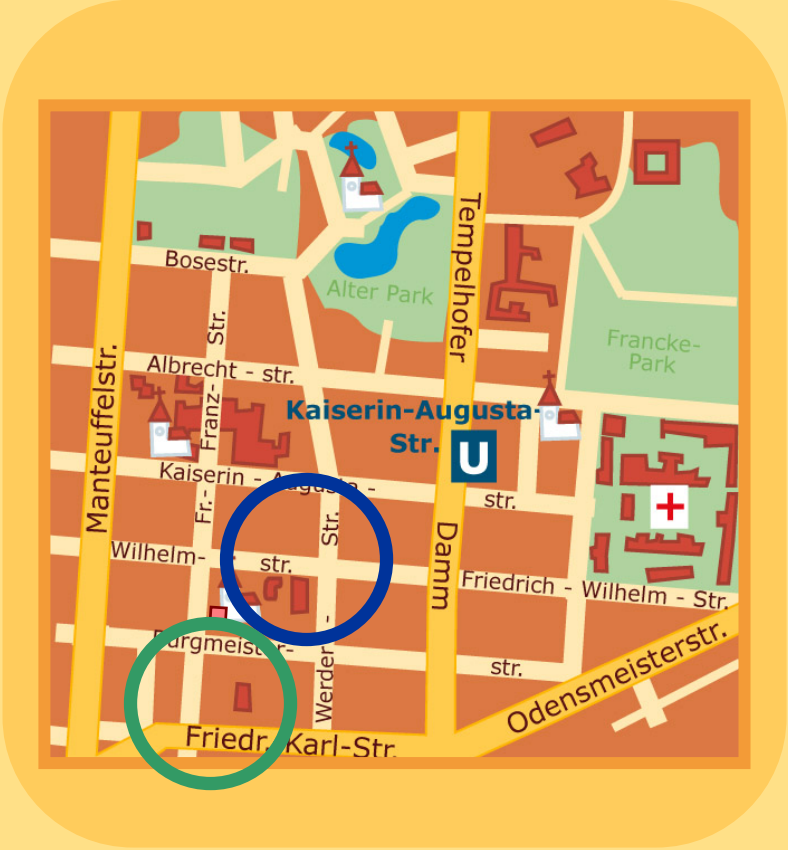 Bosestr.
Alter Park
Tempelhofer
Francke-
Park
Str.
Albrecht - str.
Manteuffelstr.
Franz-
Kaiserin-Augusta-
Str.
U
Kaiserin - Augusta -
str.
Fr.-
Str.
Wilhelm-
str.
Damm
Friedrich - Wilhelm - Str.
Burgmeister-
str.
Werder -
Odensmeisterstr.
Friedr. Karl-Str.